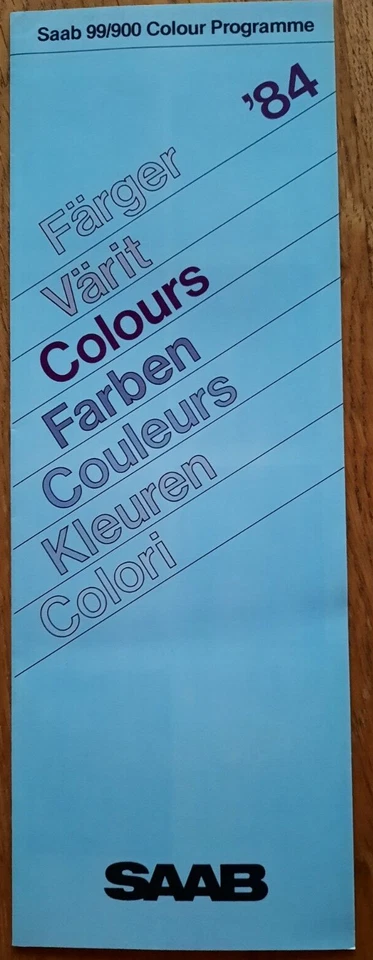 Saab 99/900 Colour Programme
'84
Färger
Värit
Colours
Farben
Couleurs
Kleuren
Colori
SAAB